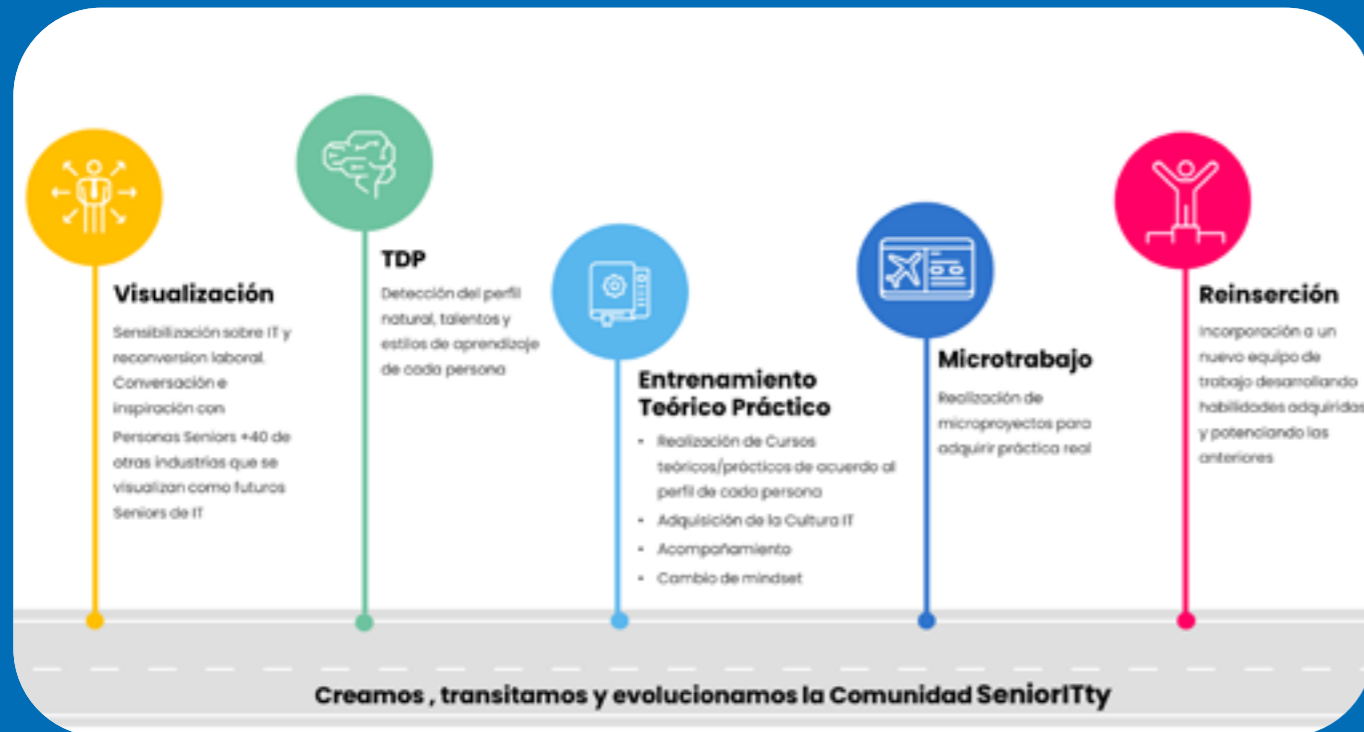 Visualización
Sensibilización sobre IT y
reconversion laboral.
Conversación e
inspiración con
Personas Seniors +40 de
otras industrias que se
visualizan como futuros
Seniors de IT
TDP
Detección del perfil
natural, talentos y
estilos de aprendizaje
de cada persona
Entrenamiento
Teórico Práctico
• Realización de Cursos
teóricos/prácticos de acuerdo al
perfil de cada persona
• Adquisición de la Cultura IT
• Acompañamiento
• Cambio de mindset
Microtrabajo
Realización de
microproyectos para
adquirir práctica real
Reinserción
Incorporación a un
nuevo equipo de
trabajo desarrollando
habilidades adquiridas
y potenciando las
anteriores
Creamos , transitamos y evolucionamos la Comunidad SeniorITty